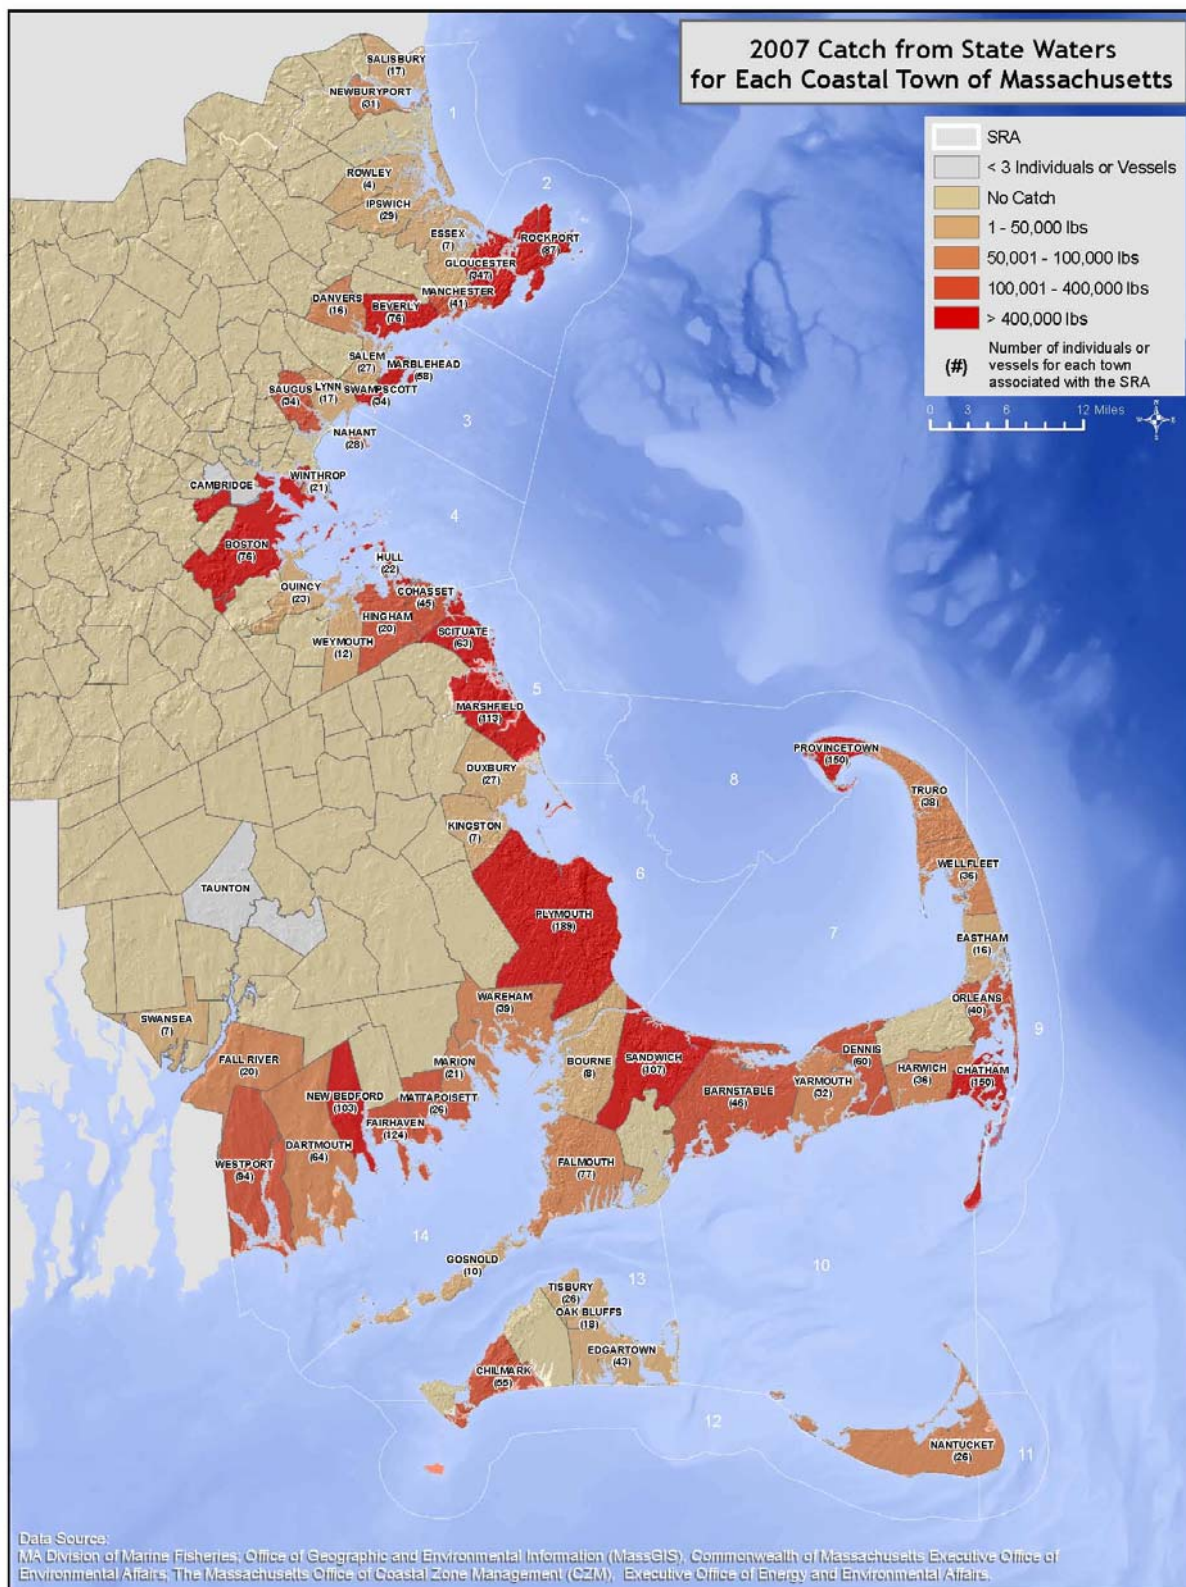 2007 Catch from State Waters
for Each Coastal Town of Massachusetts
SRA
< 3 Individuals or Vessels
No Catch
1 - 50,000 lbs
50,001 - 100,000 lbs
100,001 - 400,000 lbs
> 400,000 lbs
(#)
Number of individuals or
vessels for each town
associated with the SRA
0 3 6 12 Miles
N
W E
S
SALISBURY
(17)
NEWBURYPORT
(31)
1
ROWLEY
(4)
2
IPSWICH
(29)
ESSEX
(7)
ROCKPORT
(87)
GLOUCESTER
(347)
MANCHESTER
(41)
DANVERS
(16)
BEVERLY
(76)
SALEM
(27)
MARBLEHEAD
(58)
SAUGUS
(34)
LYNN
(17)
SWAMPSCOTT
(34)
3
NAHANT
(28)
WINTHROP
(21)
CAMBRIDGE
4
BOSTON
(76)
HULL
(22)
QUINCY
(23)
COHASSET
(45)
HINGHAM
(20)
WEYMOUTH
(12)
SCITUATE
(63)
5
MARSHFIELD
(113)
PROVINCETOWN
(150)
DUXBURY
(27)
8
TRURO
(38)
KINGSTON
(7)
WELLFLEET
(36)
6
TAUNTON
PLYMOUTH
(189)
7
EASTHAM
(16)
WAREHAM
(39)
ORLEANS
(40)
SWANSEA
(7)
9
FALL RIVER
(20)
MARION
(21)
BOURNE
(8)
SANDWICH
(107)
DENNIS
(60)
HARWICH
(36)
CHATHAM
(150)
NEW BEDFORD
(103)
MATTAPOISETT
(26)
BARNSTABLE
(46)
YARMOUTH
(32)
FAIRHAVEN
(124)
DARTMOUTH
(64)
WESTPORT
(94)
FALMOUTH
(77)
14
GOSNOLD
(10)
10
13
TISBURY
(26)
OAK BLUFFS
(18)
EDGARTOWN
(43)
CHILMARK
(55)
12
NANTUCKET
(26)
11
Data Source:
MA Division of Marine Fisheries; Office of Geographic and Environmental Information (MassGIS), Commonwealth of Massachusetts Executive Office of
Environmental Affairs, The Massachusetts Office of Coastal Zone Management (CZM), Executive Office of Energy and Environmental Affairs.